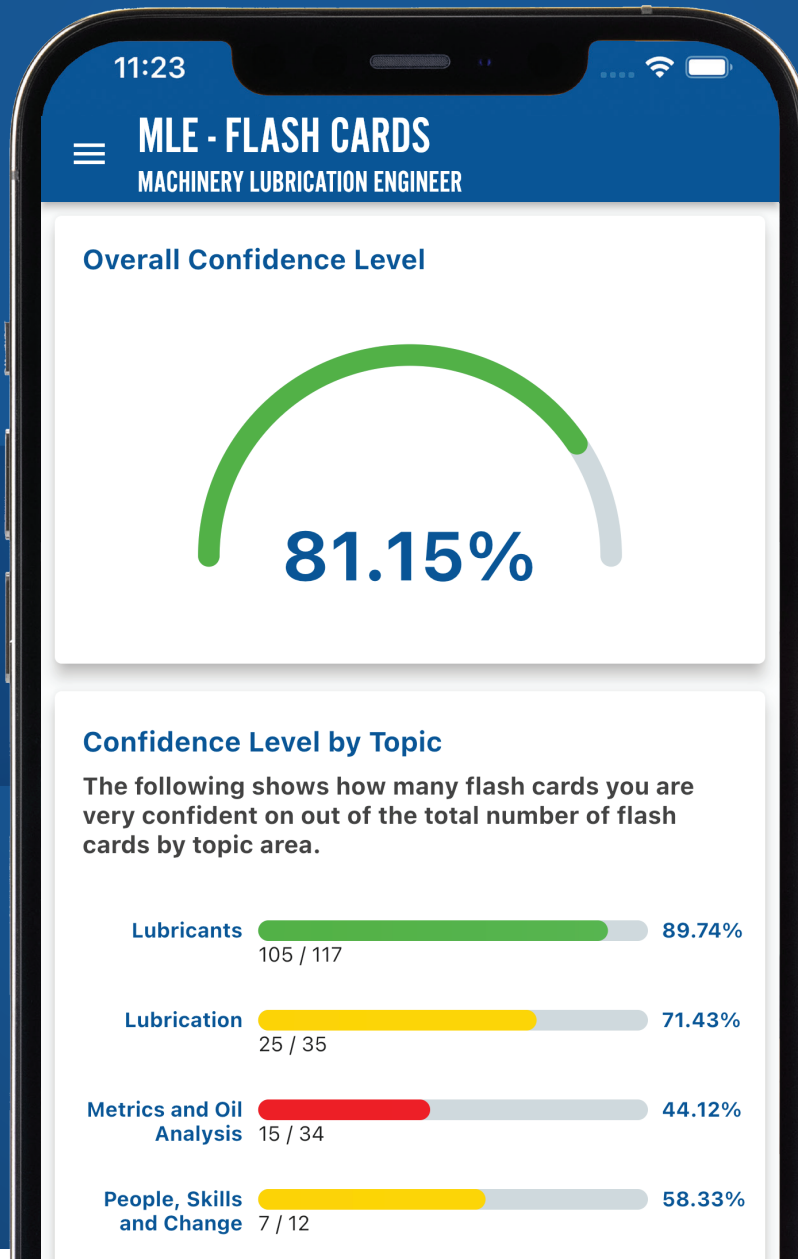 11:23
MLE - FLASH CARDS
MACHINERY LUBRICATION ENGINEER
Overall Confidence Level
81.15%
Confidence Level by Topic
The following shows how many flash cards you are
very confident on out of the total number of flash
cards by topic area.
Lubricants 89.74%
105 / 117
Lubrication 71.43%
25 / 35
Metrics and Oil 44.12%
Analysis 15 / 34
People, Skills 58.33%
and Change 7 / 12